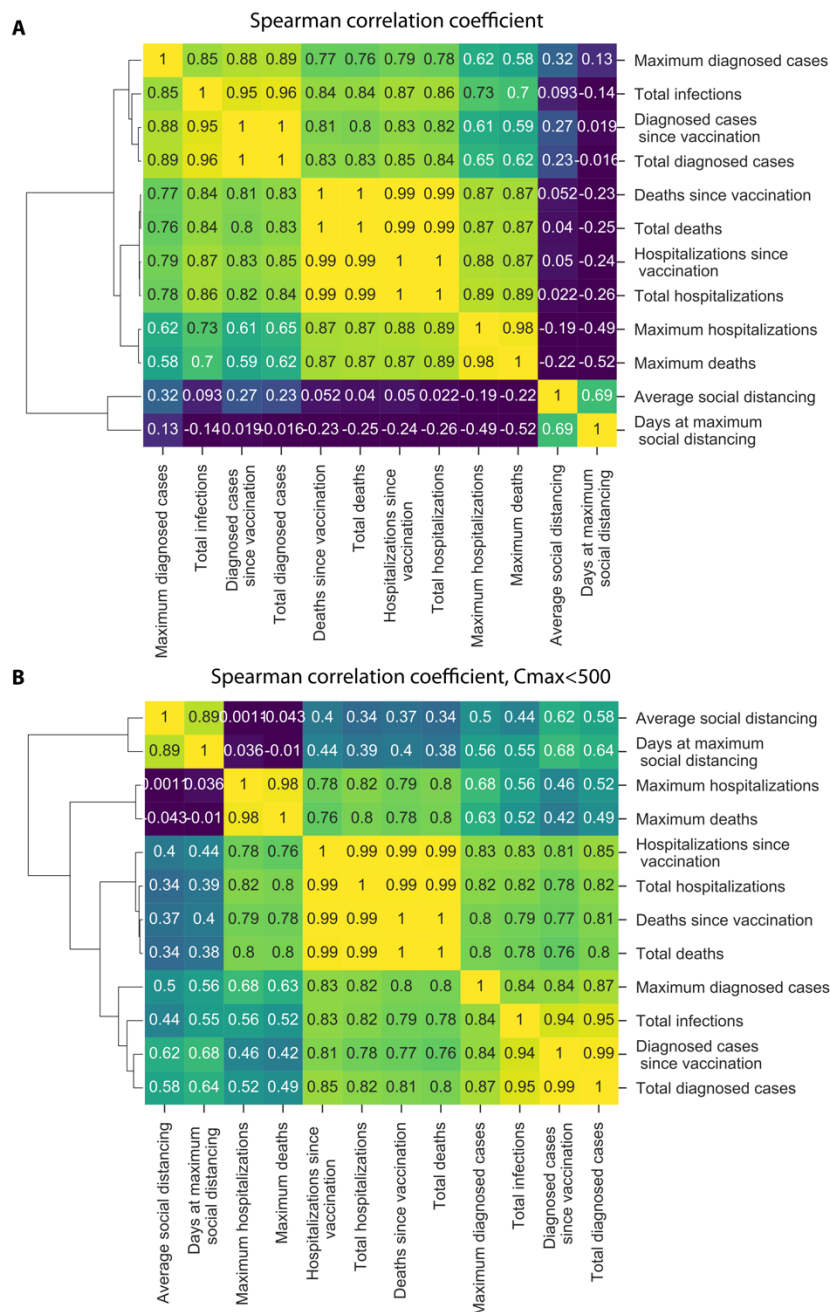 A
Spearman correlation coefficient
1 0.85 0.88 0.89 0.77 0.76 0.79 0.78 0.62 0.58 0.32 0.13 Maximum diagnosed cases
0.85 1 0.95 0.96 0.84 0.84 0.87 0.86 0.73 0.7 0.093 -0.14 Total infections
0.88 0.95 1 1 0.81 0.8 0.83 0.82 0.61 0.59 0.27 0.019 Diagnosed cases
since vaccination
0.89 0.96 1 1 0.83 0.83 0.85 0.84 0.65 0.62 0.23 -0.016 Total diagnosed cases
0.77 0.84 0.81 0.83 1 1 0.99 0.99 0.87 0.87 0.052 -0.23 Deaths since vaccination
0.76 0.84 0.8 0.83 1 1 0.99 0.99 0.87 0.87 0.04 -0.25 Total deaths
0.79 0.87 0.83 0.85 0.99 0.99 1 1 0.88 0.87 0.05 -0.24 Hospitalizations since
vaccination
0.78 0.86 0.82 0.84 0.99 0.99 1 1 0.89 0.89 0.022 -0.26 Total hospitalizations
0.62 0.73 0.61 0.65 0.87 0.87 0.88 0.89 1 0.98 -0.19 -0.49 Maximum hospitalizations
0.58 0.7 0.59 0.62 0.87 0.87 0.87 0.89 0.98 1 -0.22 -0.52 Maximum deaths
0.32 0.093 0.27 0.23 0.052 0.04 0.05 0.022 -0.19 -0.22 1 0.69 Average social distancing
0.13 -0.14 0.019 -0.016 -0.23 -0.25 -0.24 -0.26 -0.49 -0.52 0.69 1 Days at maximum
social distancing
Maximum diagnosed cases
Total infections
Diagnosed cases
since vaccination
Total diagnosed cases
Deaths since vaccination
Total deaths
Hospitalizations since
vaccination
Total hospitalizations
Maximum hospitalizations
Maximum deaths
Average social distancing
Days at maximum
social distancing
B
Spearman correlation coefficient, Cmax<500
1 0.89 0.0011 -0.043 0.4 0.34 0.37 0.34 0.5 0.44 0.62 0.58 Average social distancing
0.89 1 0.036 -0.01 0.44 0.39 0.4 0.38 0.56 0.55 0.68 0.64 Days at maximum
social distancing
0.0011 0.036 1 0.98 0.78 0.82 0.79 0.8 0.68 0.56 0.46 0.52 Maximum hospitalizations
-0.043 -0.01 0.98 1 0.76 0.8 0.78 0.8 0.63 0.52 0.42 0.49 Maximum deaths
0.4 0.44 0.78 0.76 1 0.99 0.99 0.99 0.83 0.83 0.81 0.85 Hospitalizations since
vaccination
0.34 0.39 0.82 0.8 0.99 1 0.99 0.99 0.82 0.82 0.78 0.82 Total hospitalizations
0.37 0.4 0.79 0.78 0.99 0.99 1 1 0.8 0.79 0.77 0.81 Deaths since vaccination
0.34 0.38 0.8 0.8 0.99 0.99 1 1 0.8 0.78 0.76 0.8 Total deaths
0.5 0.56 0.68 0.63 0.83 0.82 0.8 0.8 1 0.84 0.84 0.87 Maximum diagnosed cases
0.44 0.55 0.56 0.52 0.83 0.82 0.79 0.78 0.84 1 0.94 0.95 Total infections
0.62 0.68 0.46 0.42 0.81 0.78 0.77 0.76 0.84 0.94 1 0.99 Diagnosed cases
since vaccination
0.58 0.64 0.52 0.49 0.85 0.82 0.81 0.8 0.87 0.95 0.99 1 Total diagnosed cases
Average social distancing
Days at maximum
social distancing
Maximum hospitalizations
Maximum deaths
Hospitalizations since
vaccination
Total hospitalizations
Deaths since vaccination
Total deaths
Maximum diagnosed cases
Total infections
Diagnosed cases
since vaccination
Total diagnosed cases